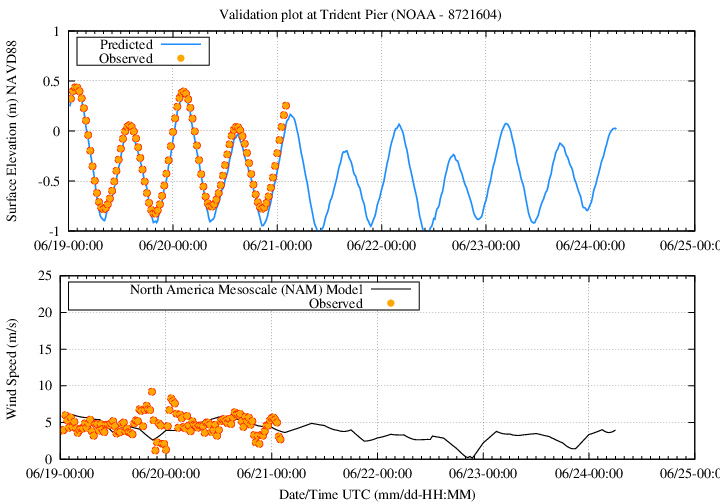 Validation plot at Trident Pier (NOAA - 8721604)
Surface Elevation (m) NAVD88
1
0.5
0
-0.5
-1
Predicted
Observed
06/19-00:00 06/20-00:00 06/21-00:00 06/22-00:00 06/23-00:00 06/24-00:00 06/25-00:0
Wind Speed (m/s)
25
20
15
10
5
0
North America Mesoscale (NAM) Model
Observed
06/19-00:00 06/20-00:00 06/21-00:00 06/22-00:00 06/23-00:00 06/24-00:00 06/25-00:0
Date/Time UTC (mm/dd-HH:MM)